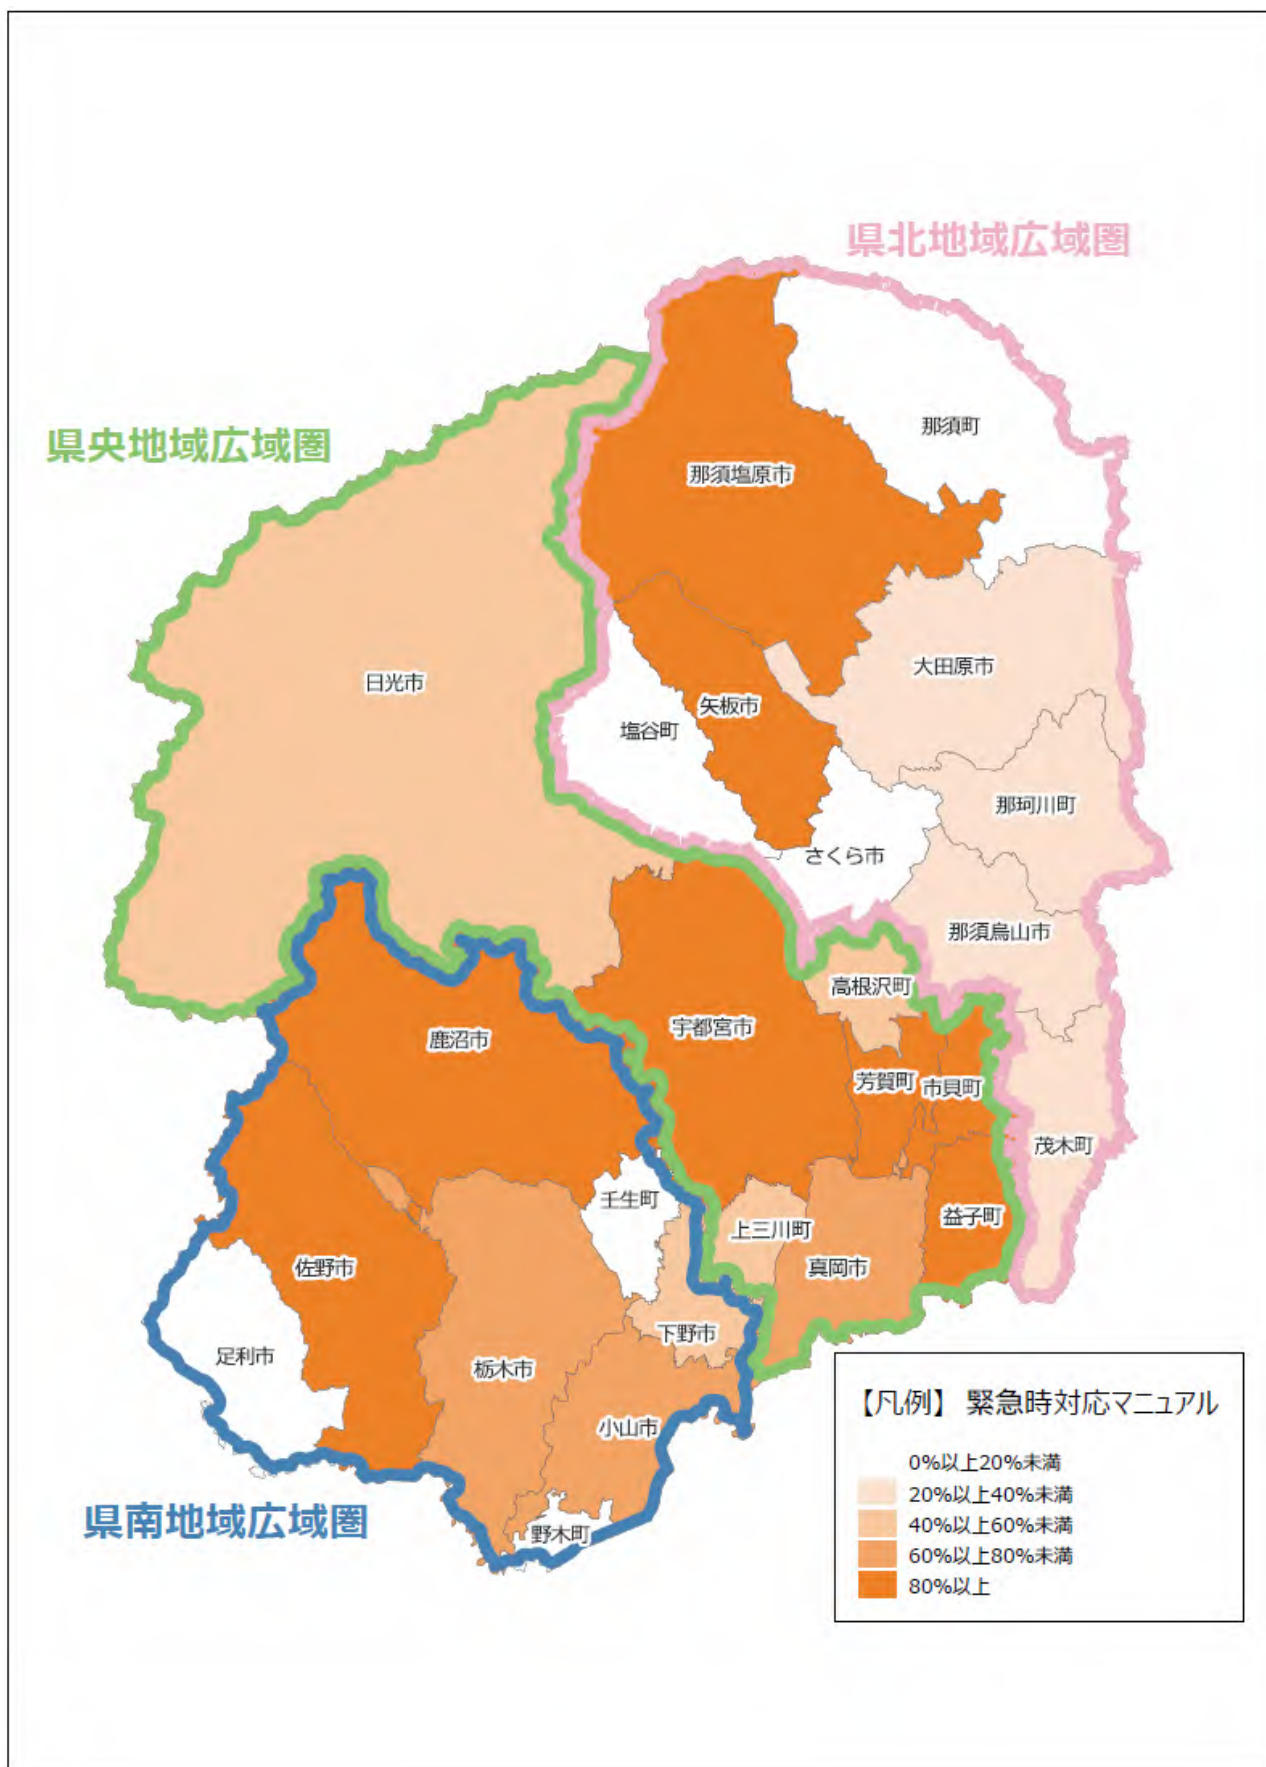 県北地域広域圏
県央地域広域圏
那須町
那須塩原市
大田原市
日光市
矢板市
塩谷町
那珂川町
さくら市
那須烏山市
高根沢町
宇都宮市
鹿沼市
芳賀町
市貝町
茂木町
壬生町
益子町
上三川町
佐野市
真岡市
下野市
足利市
栃木市
小山市
県南地域広域圏
野木町
【凡例】 緊急時対応マニュアル
0%以上20%未満
20%以上40%未満
40%以上60%未満
60%以上80%未満
80%以上